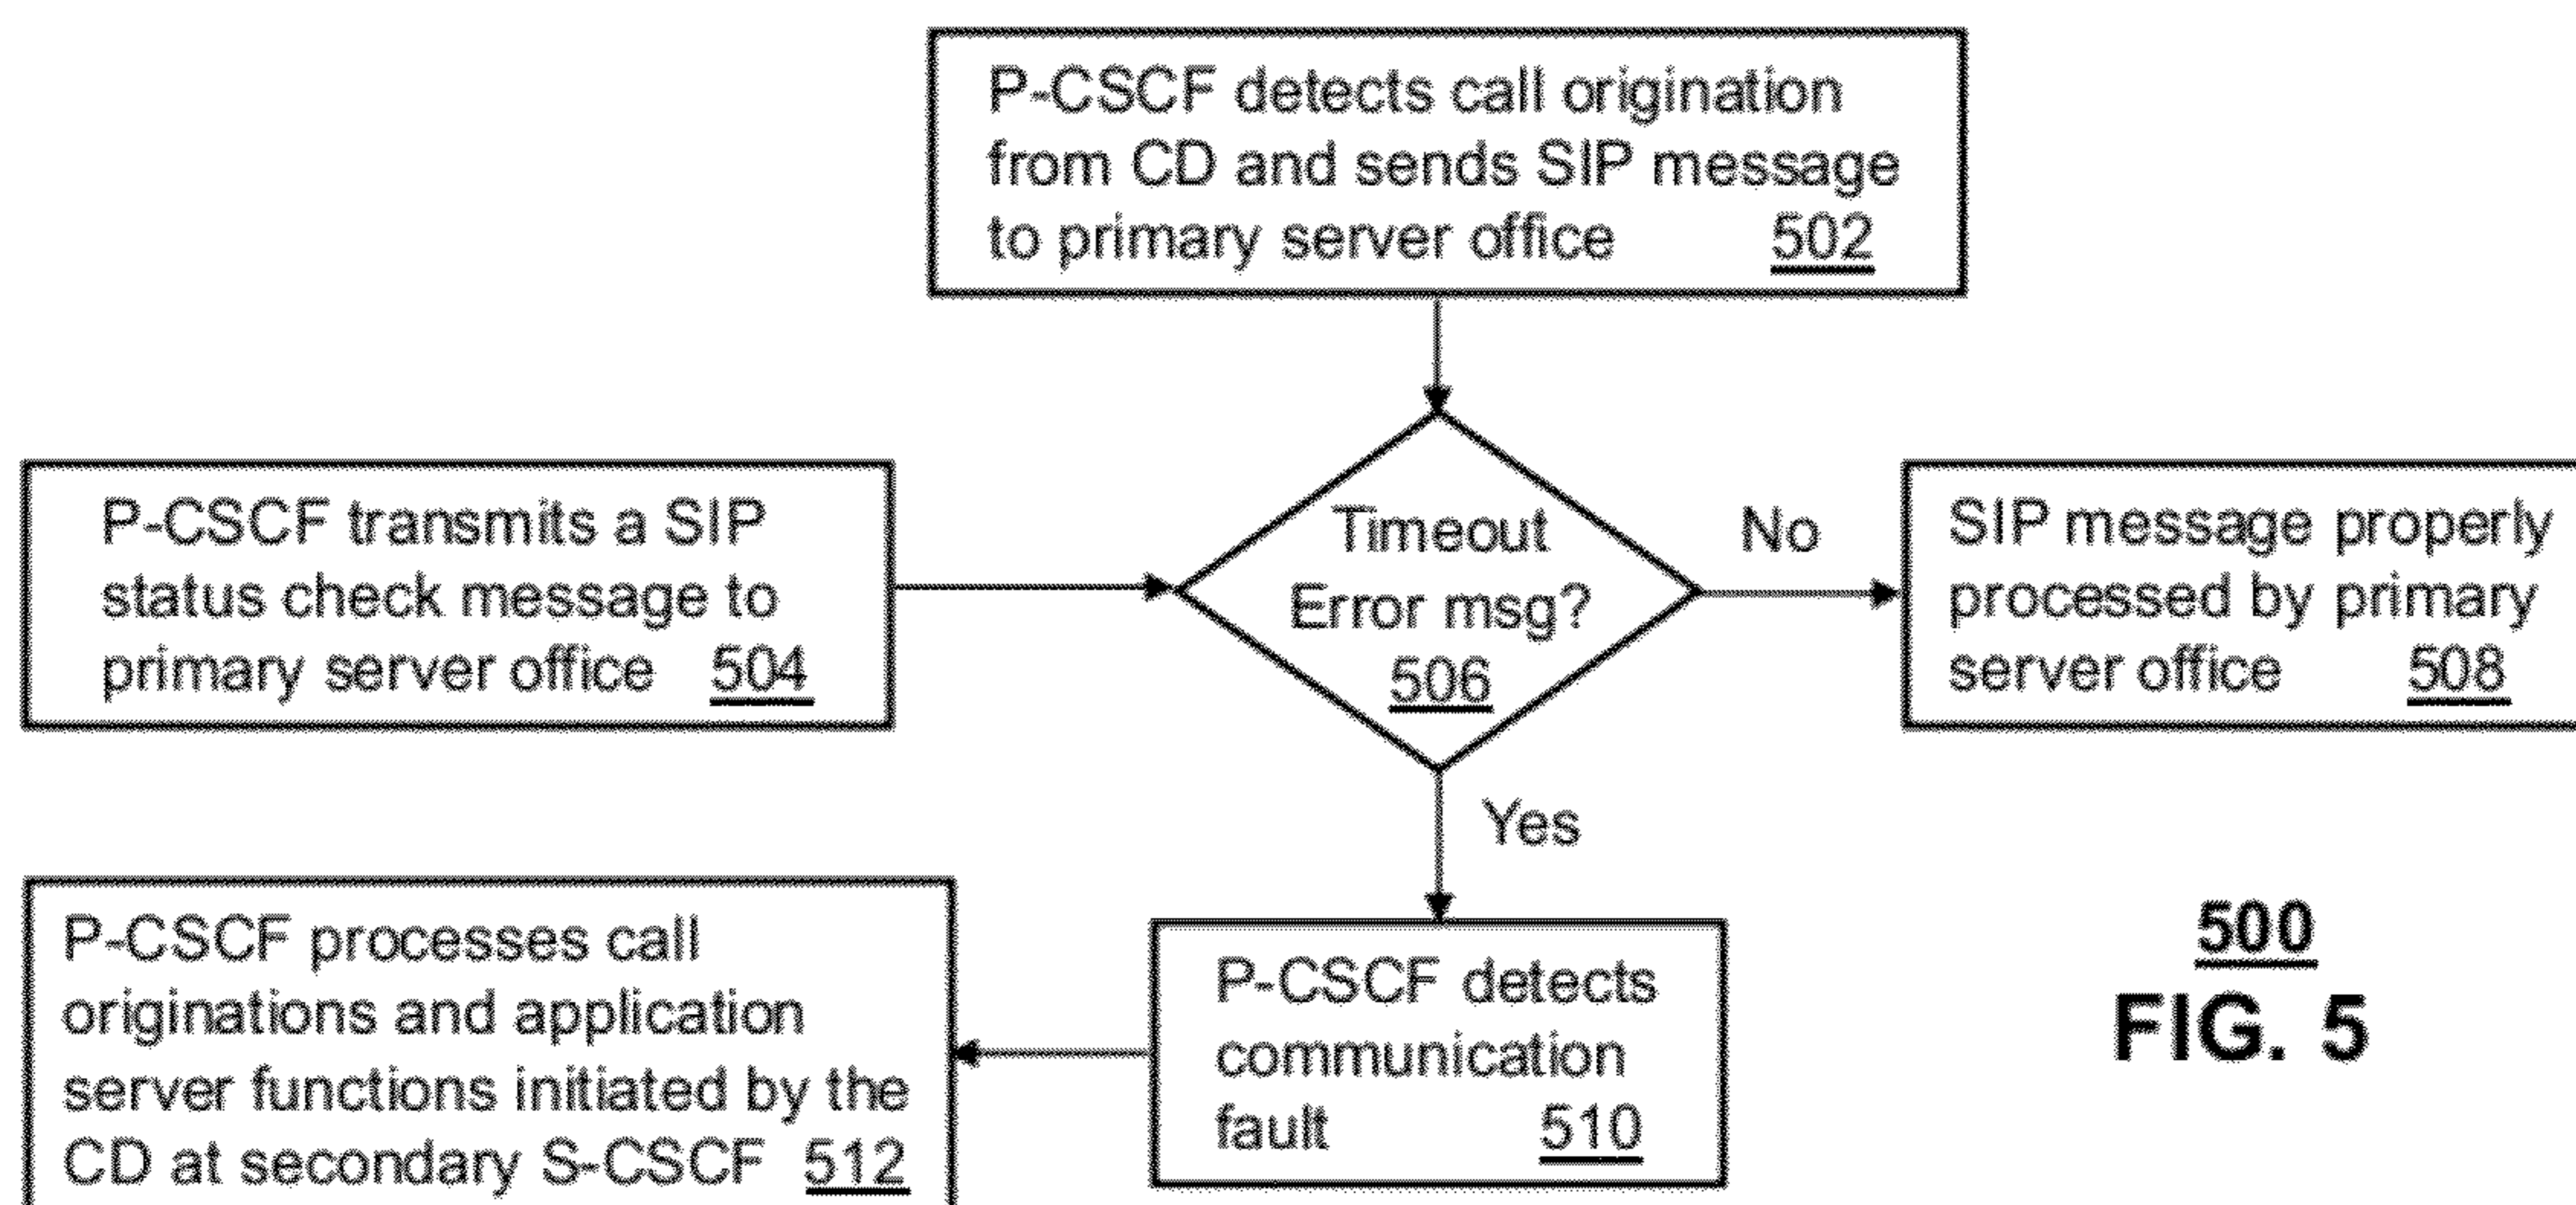 P-CSCF detects call origination
from CD and sends SIP message
to primary server office 502
P-CSCF transmits a SIP
status check message to
primary server office 504
Timeout
Error msg?
506
No
SIP message properly
processed by primary
server office 508
Yes
P-CSCF detects
communication
fault 510
P-CSCF processes call
originations and application
server functions initiated by the
CD at secondary S-CSCF 512
500
FIG. 5